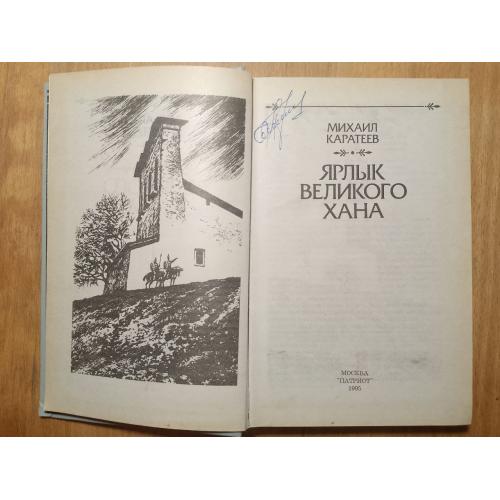 МИХАИЛ
КАРАТЕЕВ
ЯРЛЫК
ВЕЛИКОГО
ХАНА
МОСКВА
"ПАТРИОТ"
1995